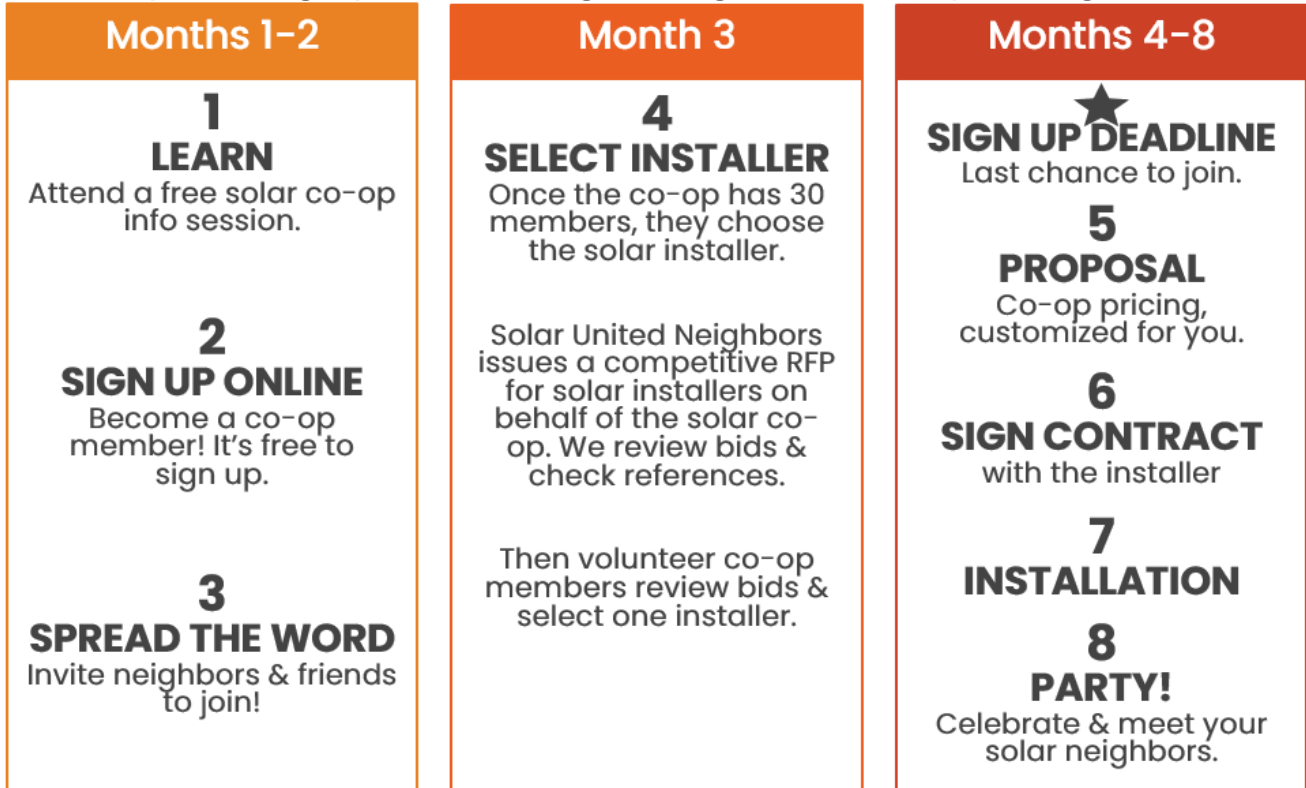 Months 1-2
1
LEARN
Attend a free solar co-op
info session.
2
SIGN UP ONLINE
Become a co-op
member! It's free to
sign up.
3
SPREAD THE WORD
Invite neighbors & friends
to join!
Month 3
4
SELECT INSTALLER
Once the co-op has 30
members, they choose
the solar installer.
Solar United Neighbors
issues a competitive RFP
for solar installers on
behalf of the solar co-
op. We review bids &
check references.
Then volunteer co-op
members review bids &
select one installer.
Months 4-8
SIGN UP DEADLINE
Last chance to join.
5
PROPOSAL
Co-op pricing,
customized for you.
6
SIGN CONTRACT
with the installer
7
INSTALLATION
8
PARTY!
Celebrate & meet your
solar neighbors.